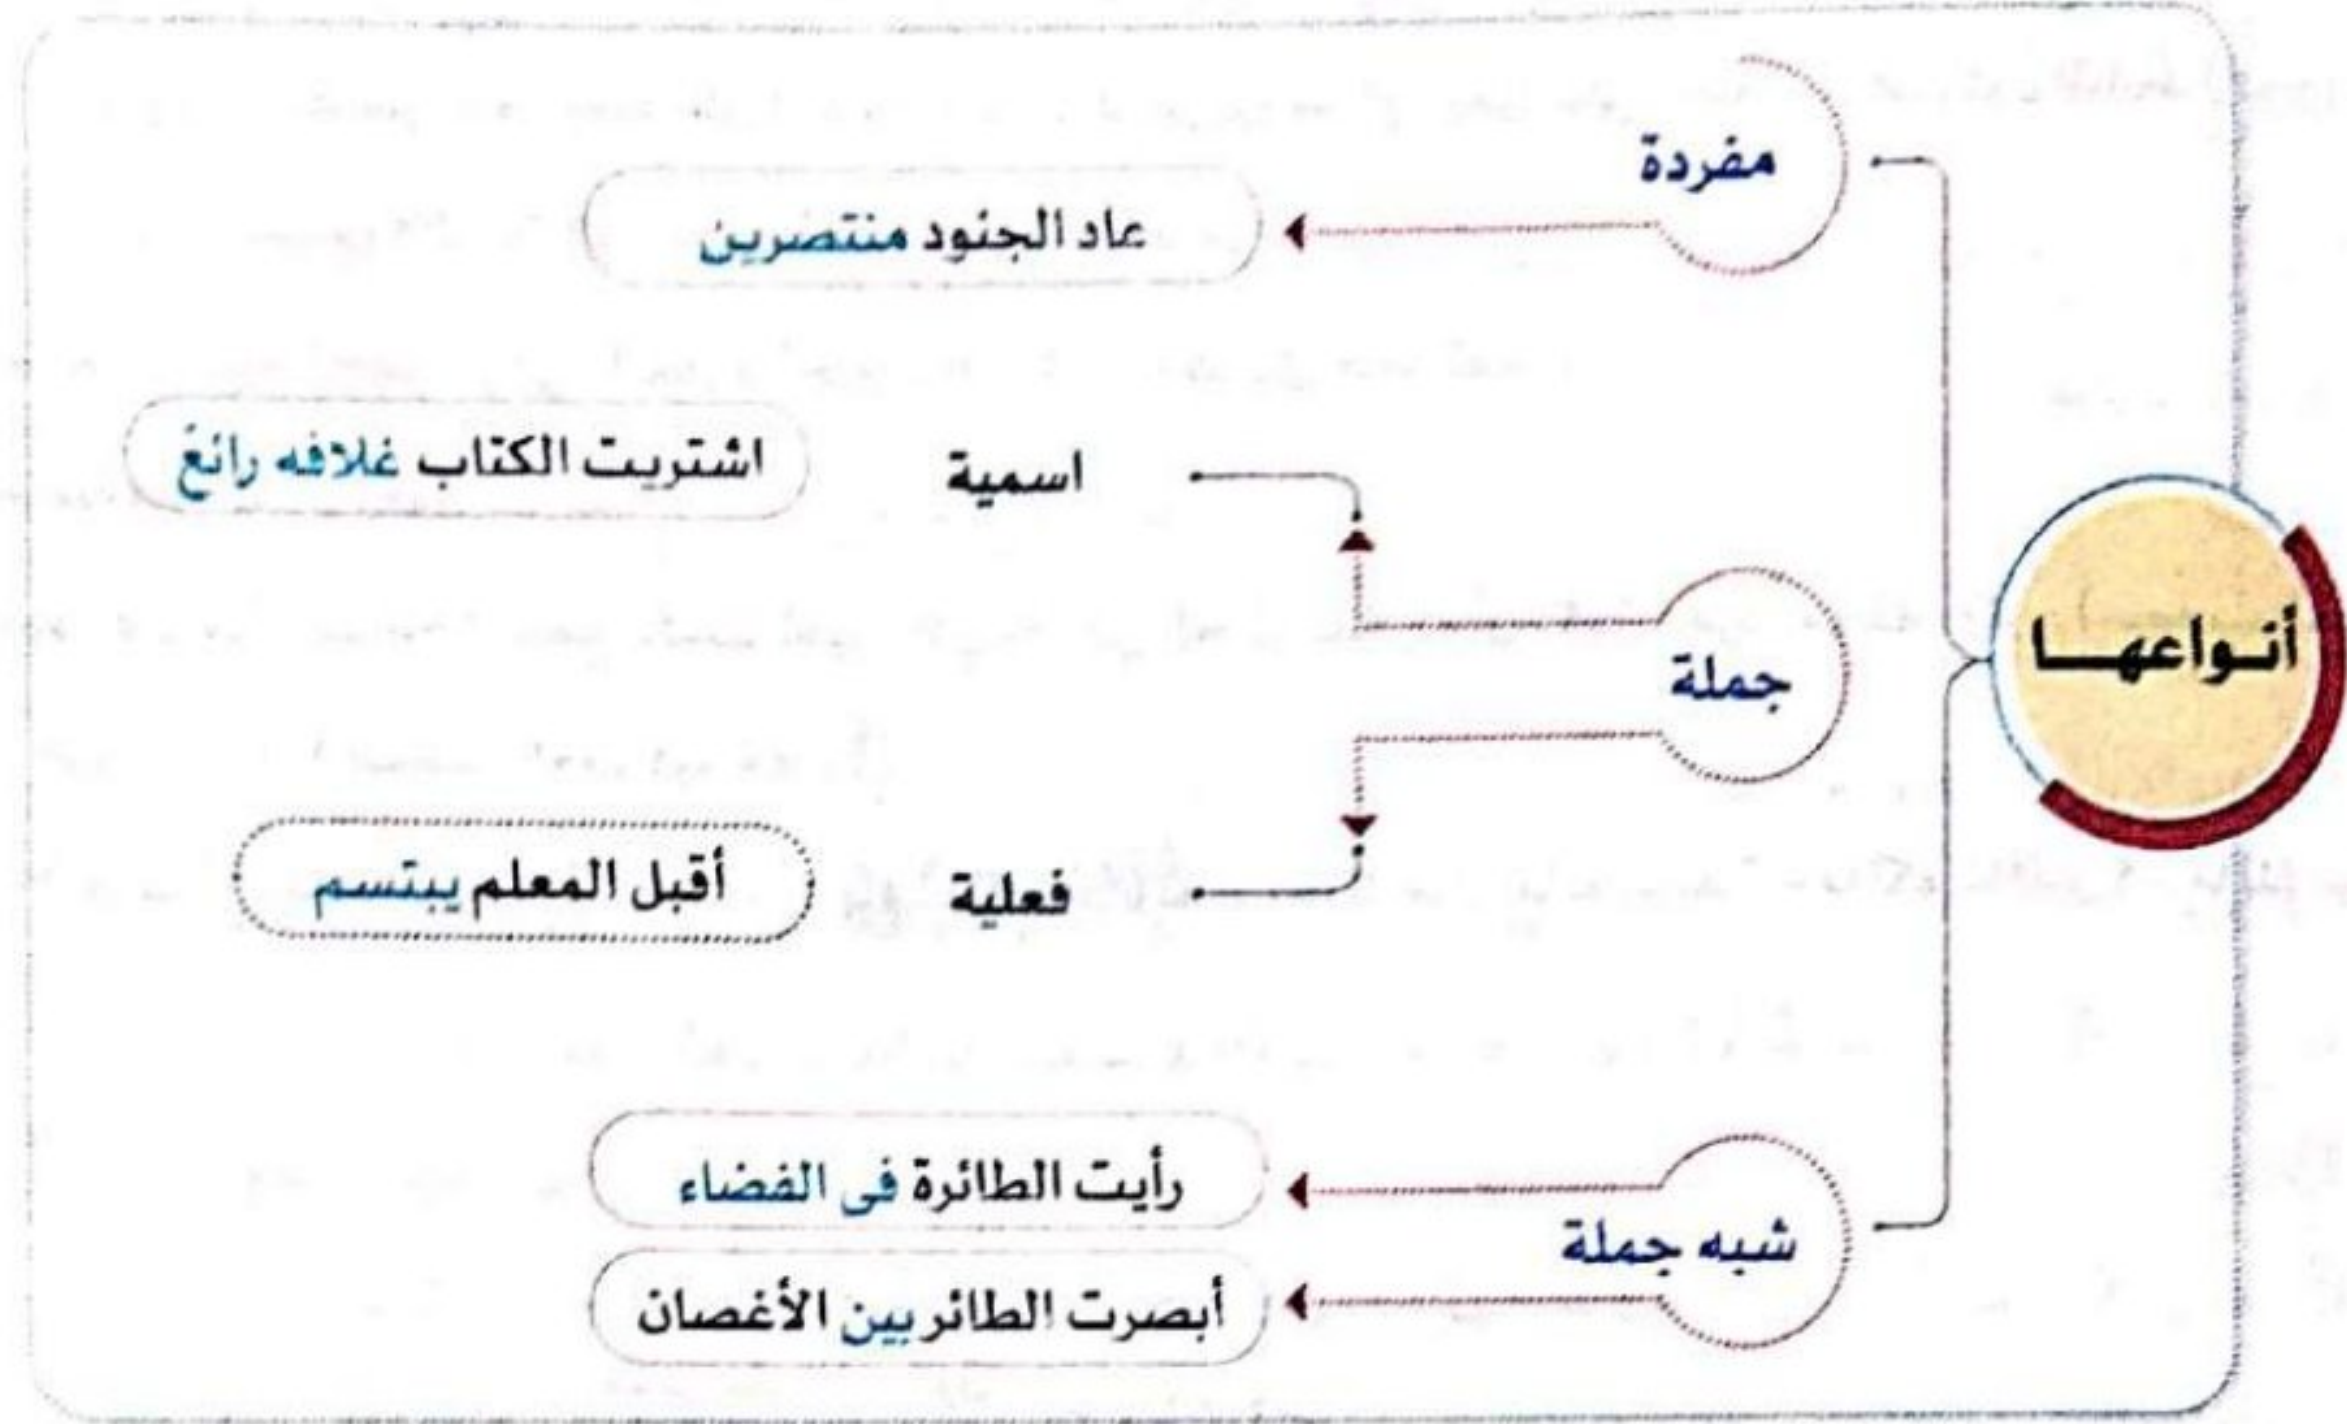 أنواعها
مفردة
عاد الجنود منتصرين
جملة
اسمية
اشتريت الكتاب غلافه رائعٌ
فعلية
أقبل المعلم يبتسم
شبه جملة
رأيت الطائرة فى الفضاء
أبصرت الطائر بين الأغصان